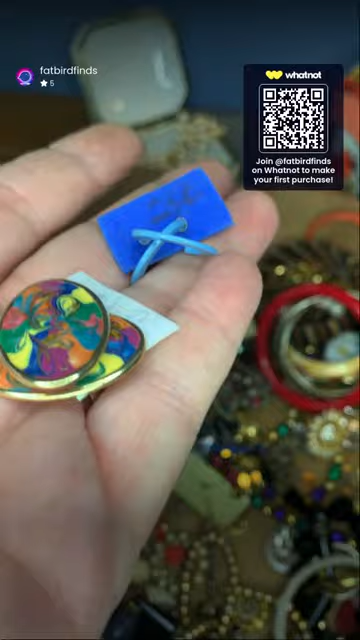 fatbirdfinds
★ 5
whatnot
Join @fatbirdfinds
on Whatnot to make
your first purchase!